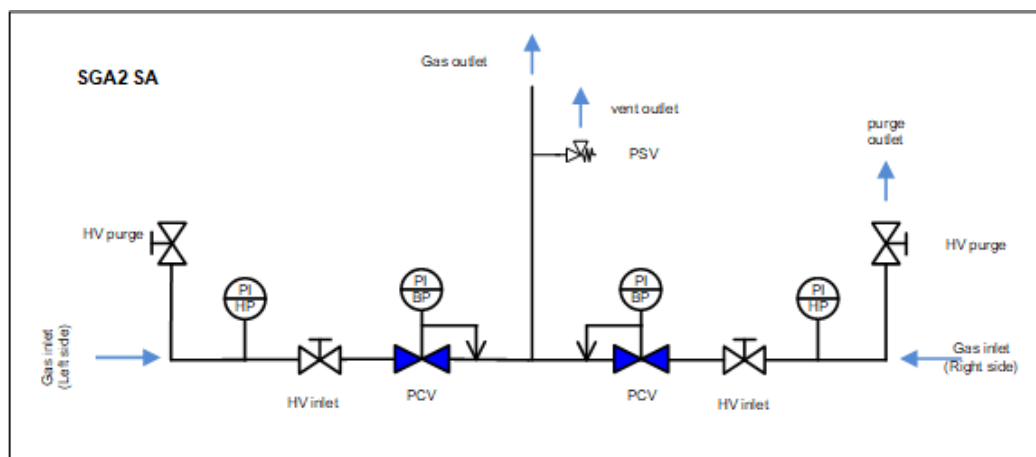 Gas outlet
SGA2 SA
vent outlet
purge
outlet
PSV
HV purge
HV purge
PI
HP
PI
BP
PI
BP
PI
HP
Gas inlet
(Left side)
Gas inlet
(Right side)
HV inlet
PCV
PCV
HV inlet